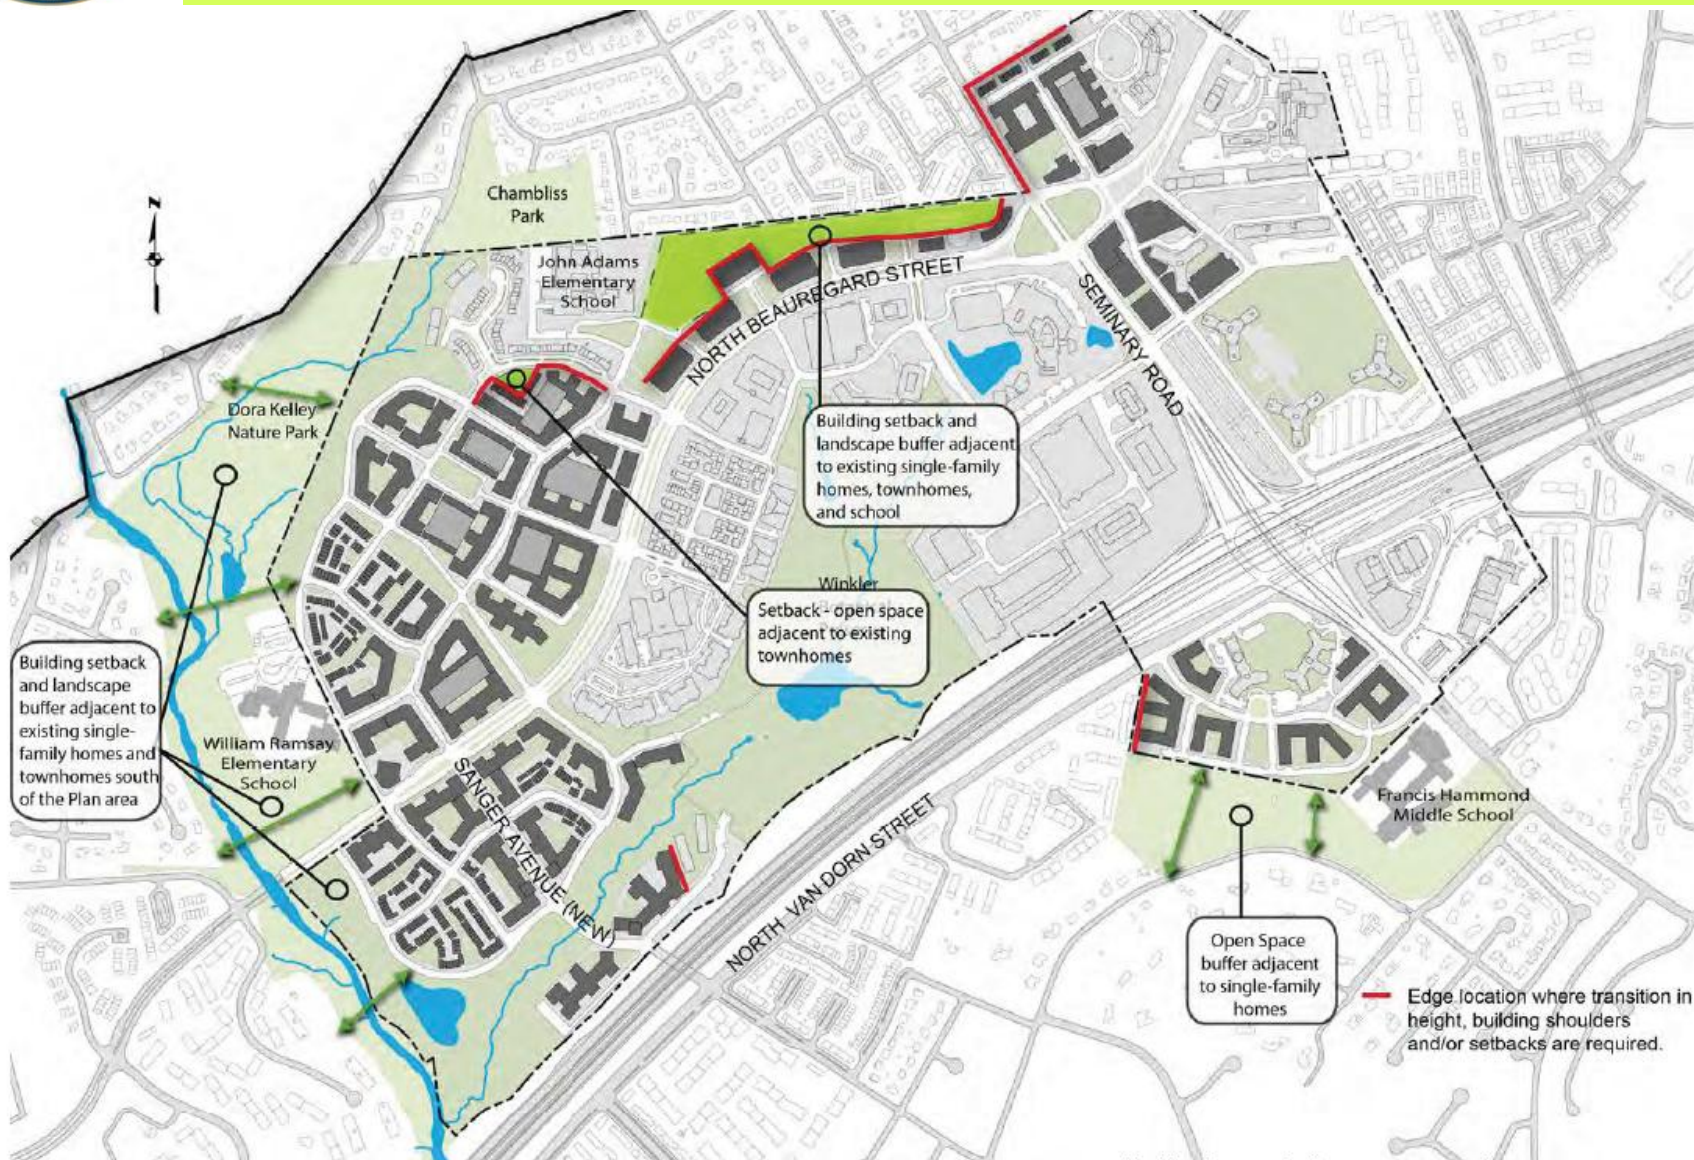 N
Chambliss
Park
John Adams
Elementary
School
NORTH BEAUREGARD STREET
SEMINARY ROAD
Dora Kelley
Nature Park
Building setback and
landscape buffer adjacent
to existing single-family
homes, townhomes,
and school
Winkler
Setback - open space
adjacent to existing
townhomes
Building setback
and landscape
buffer adjacent to
existing single-
family homes and
townhomes south
of the Plan area
William Ramsay
Elementary
School
SANGER AVENUE (NEW)
NORTH VAN DORN STREET
Francis Hammond
Middle School
Open Space
buffer adjacent
to single-family
homes
Edge location where transition in
height, building shoulders
and/or setbacks are required.